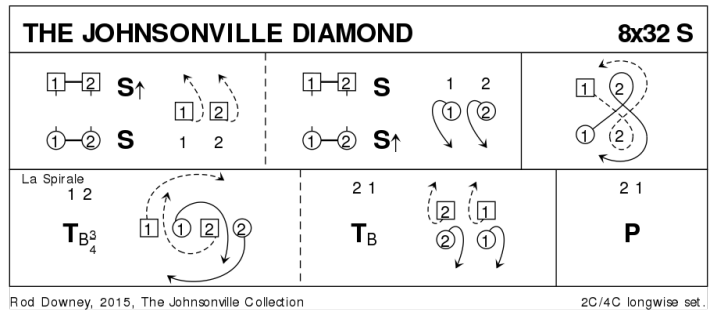 THE JOHNSONVILLE DIAMOND 8x32 S
1 2 S↑ 1 2 S 1 2 1 2
1 2 S 1 2 1 2 S↑ 1 2 1 2
La Spirale
1 2 2 1 2 1
T B 3/4 1 1 2 2 T B 2 1 2 1 P
Rod Downey, 2015, The Johnsonville Collection 2C/4C longwise set.